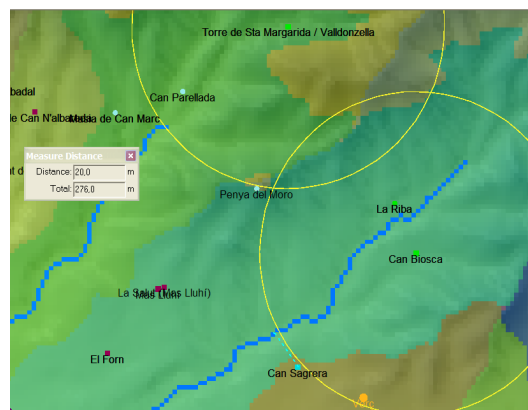 Torre de Sta Margarida / Valldonzella
badal
Can Parellada
de Can N'albareda
Masia de Can Marc
Measure Distance
Distance: 20,0 m
Total: 276,0 m
Penya del Moro
La Riba
Can Biosca
La Salut (Mas Lluhí)
Mas Lluhí
El Forn
Can Sagrera